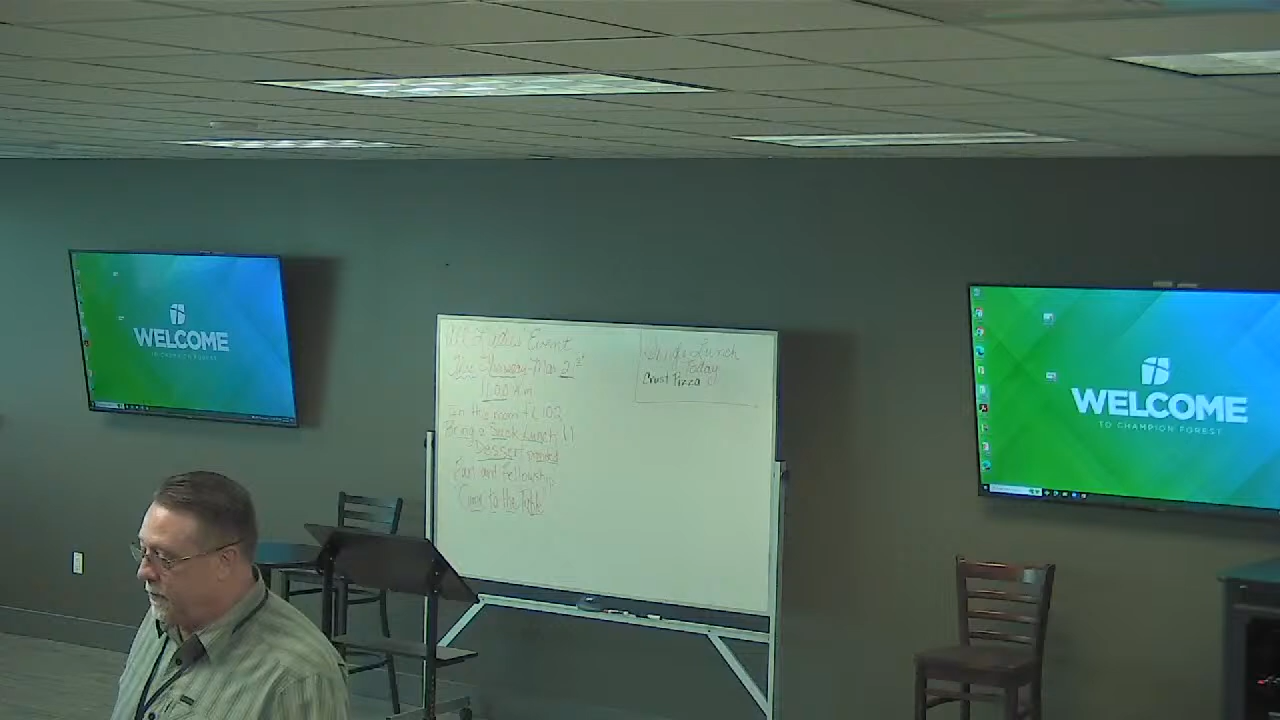 WELCOME
TO CHAMPION FOREST
Ladies Event
Thursday - Mar 21st
11:00 Am
in the room C102
Bring a Sack Lunch
Dessert provided
Fun and Fellowship
Come to the Table
Lunch
Today
Crust Pizza
WELCOME
TO CHAMPION FOREST